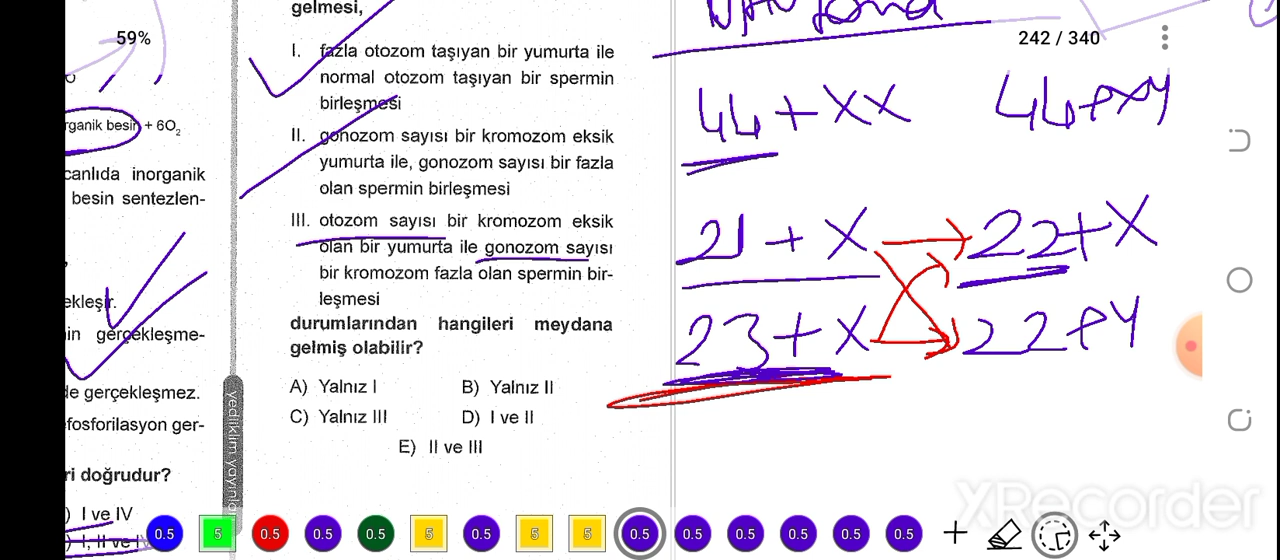 gelmesi,
59%
242 / 340
I. fazla otozom taşıyan bir yumurta ile
normal otozom taşıyan bir spermin
birleşmesi
II. gonozom sayısı bir kromozom eksik
yumurta ile, gonozom sayısı bir fazla
olan spermin birleşmesi
III. otozom sayısı bir kromozom eksik
olan bir yumurta ile gonozom sayısı
bir kromozom fazla olan spermin bir-
leşmesi
durumlarından hangileri meydana
gelmiş olabilir?
A) Yalnız I B) Yalnız II
C) Yalnız III D) I ve II
E) II ve III
rganik besin + 6O₂
canlıda inorganik
besin sentezlen-
ekleşir.
in gerçekleşme-
de gerçekleşmez.
fosforilasyon ger-
ri doğrudur?
) I ve IV
) I, II ve IV
yediiklim yayınla
44 + XX 44 + XY
21 + X 22 + X
23 + X 22 + Y
XRecorder
0.5 5 0.5 0.5 0.5 5 0.5 5 5 0.5 0.5 0.5 0.5 0.5